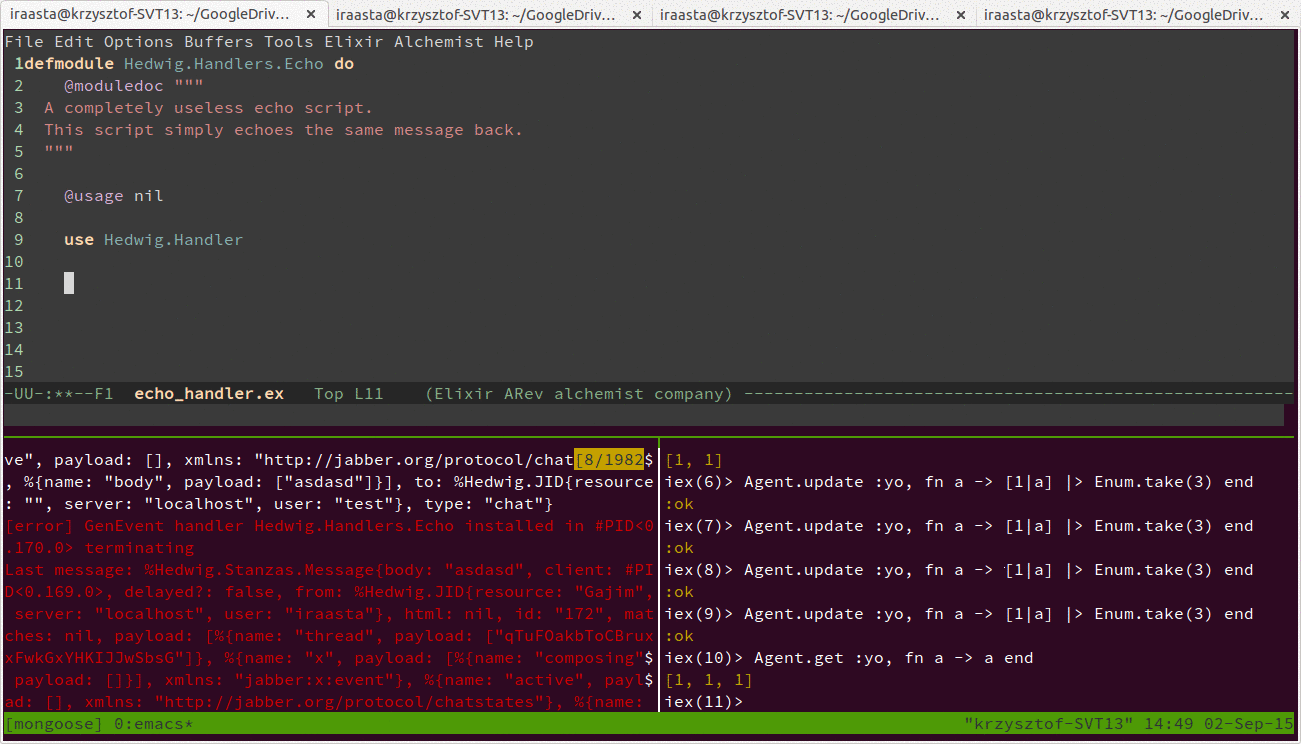 iraasta@krzysztof-SVT13: ~/GoogleDriv... × iraasta@krzysztof-SVT13: ~/GoogleDriv... × iraasta@krzysztof-SVT13: ~/GoogleDriv... × iraasta@krzysztof-SVT13: ~/GoogleDriv... ×
File Edit Options Buffers Tools Elixir Alchemist Help
1defmodule Hedwig.Handlers.Echo do
2 @moduledoc """
3 A completely useless echo script.
4 This script simply echoes the same message back.
5 """
6
7 @usage nil
8
9 use Hedwig.Handler
10
11
12
13
14
15
-UU-:**--F1 echo_handler.ex Top L11 (Elixir ARev alchemist company) -------------------------------------------------------
ve", payload: [], xmlns: "http://jabber.org/protocol/chat[8/1982$
, %{name: "body", payload: ["asdasd"]}], to: %Hedwig.JID{resource
: "", server: "localhost", user: "test"}, type: "chat"}
[error] GenEvent handler Hedwig.Handlers.Echo installed in #PID<0
.170.0> terminating
Last message: %Hedwig.Stanzas.Message{body: "asdasd", client: #PI
D<0.169.0>, delayed?: false, from: %Hedwig.JID{resource: "Gajim",
server: "localhost", user: "iraasta"}, html: nil, id: "172", mat
ches: nil, payload: [%{name: "thread", payload: ["qTuFOakbToCBrux
xFwkGxYHKIJJwSbsG"]}, %{name: "x", payload: [%{name: "composing"$
payload: []}], xmlns: "jabber:x:event"}, %{name: "active", payl$
ad: [], xmlns: "http://jabber.org/protocol/chatstates"}, %{name:
[1, 1]
iex(6)> Agent.update :yo, fn a -> [1|a] |> Enum.take(3) end
:ok
iex(7)> Agent.update :yo, fn a -> [1|a] |> Enum.take(3) end
:ok
iex(8)> Agent.update :yo, fn a -> [1|a] |> Enum.take(3) end
:ok
iex(9)> Agent.update :yo, fn a -> [1|a] |> Enum.take(3) end
:ok
iex(10)> Agent.get :yo, fn a -> a end
[1, 1, 1]
iex(11)>
[mongoose] 0:emacs* "krzysztof-SVT13" 14:49 02-Sep-15